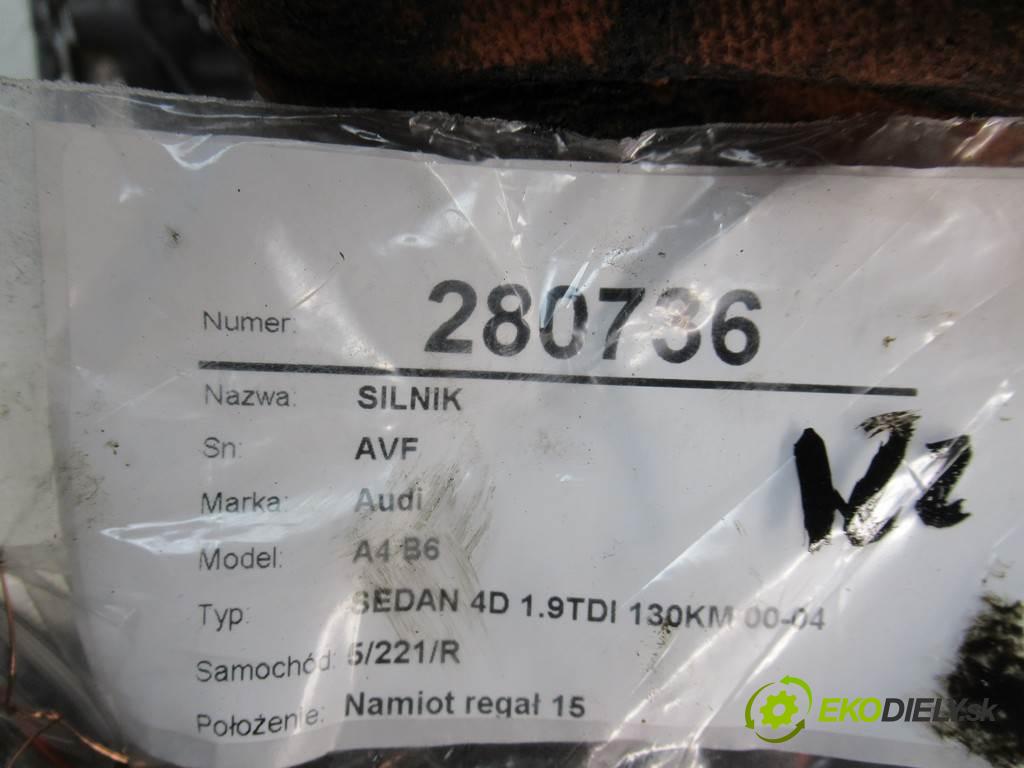 Numer: 280736
Nazwa: SILNIK
Sn: AVF
Marka: Audi
Model: A4 B6
Typ: SEDAN 4D 1.9TDI 130KM 00-04
Samochód: 5/221/R
Położenie: Namiot regał 15
EKODIELY.sk